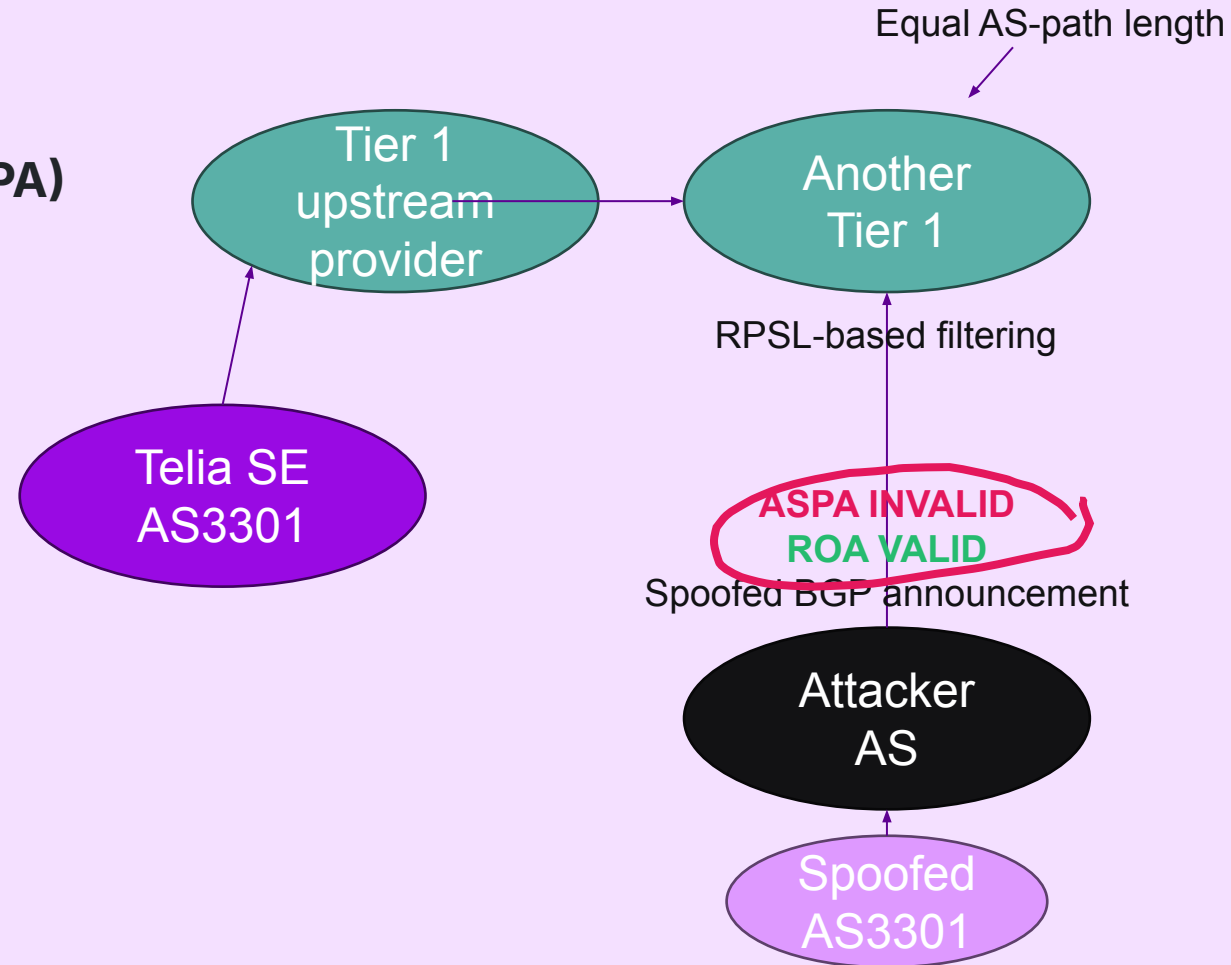 Equal AS-path length
PA)
Tier 1
upstream
provider
Another
Tier 1
RPSL-based filtering
Telia SE
AS3301
ASPA INVALID
ROA VALID
Spoofed BGP announcement
Attacker
AS
Spoofed
AS3301